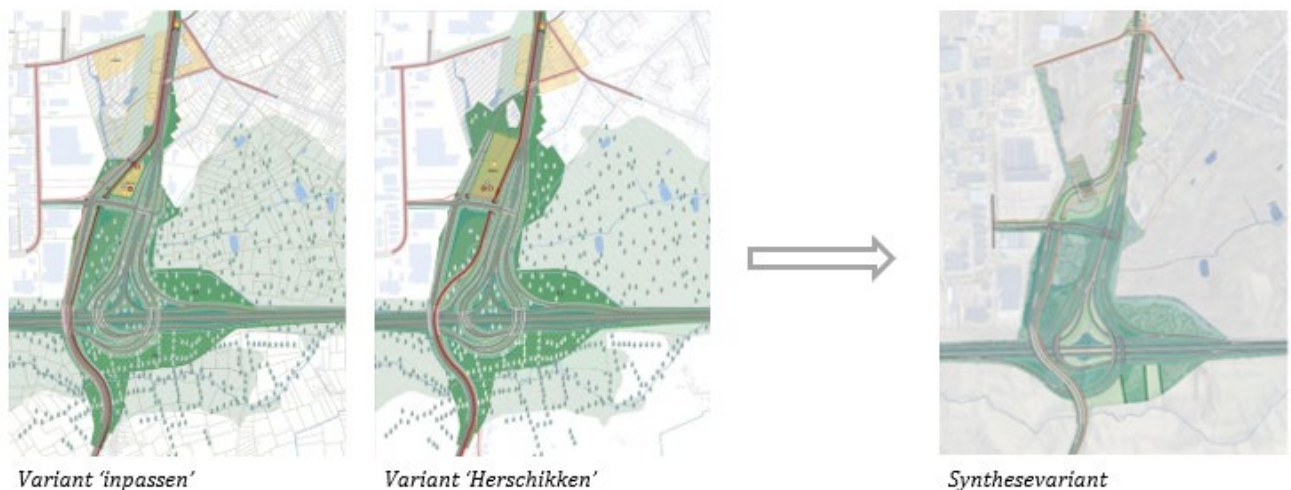 Variant ‘inpassen’
Variant ‘Herschikken’
Synthesevariant